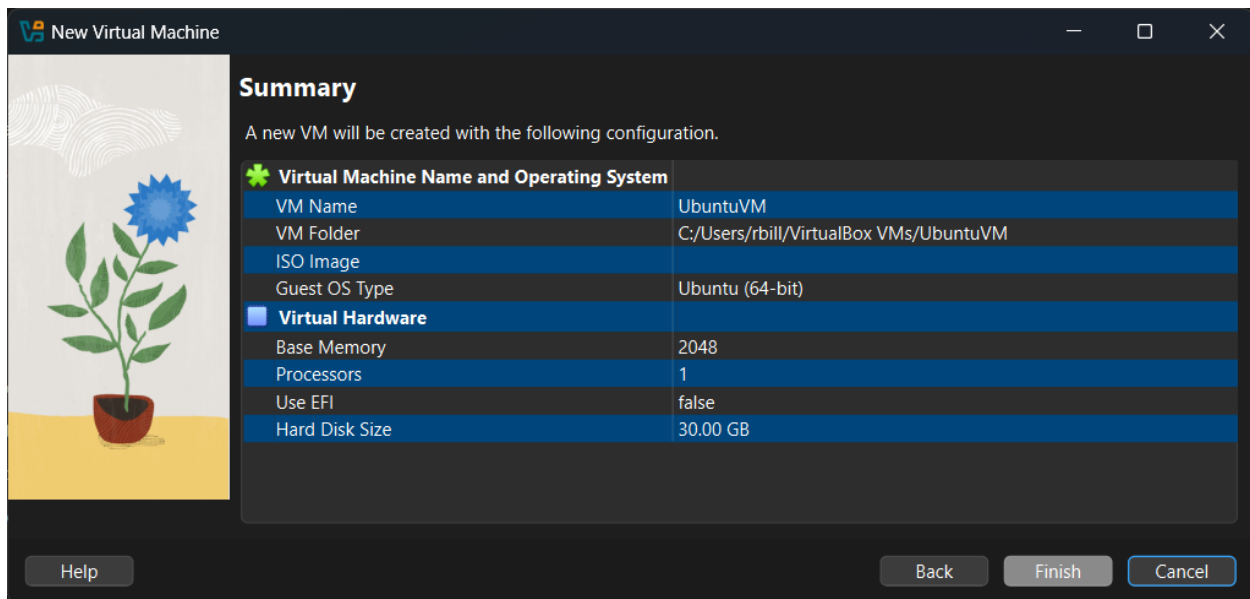 New Virtual Machine
Summary
A new VM will be created with the following configuration.
Virtual Machine Name and Operating System
VM Name UbuntuVM
VM Folder C:/Users/rbill/VirtualBox VMs/UbuntuVM
ISO Image
Guest OS Type Ubuntu (64-bit)
Virtual Hardware
Base Memory 2048
Processors 1
Use EFI false
Hard Disk Size 30.00 GB
Help Back Finish Cancel